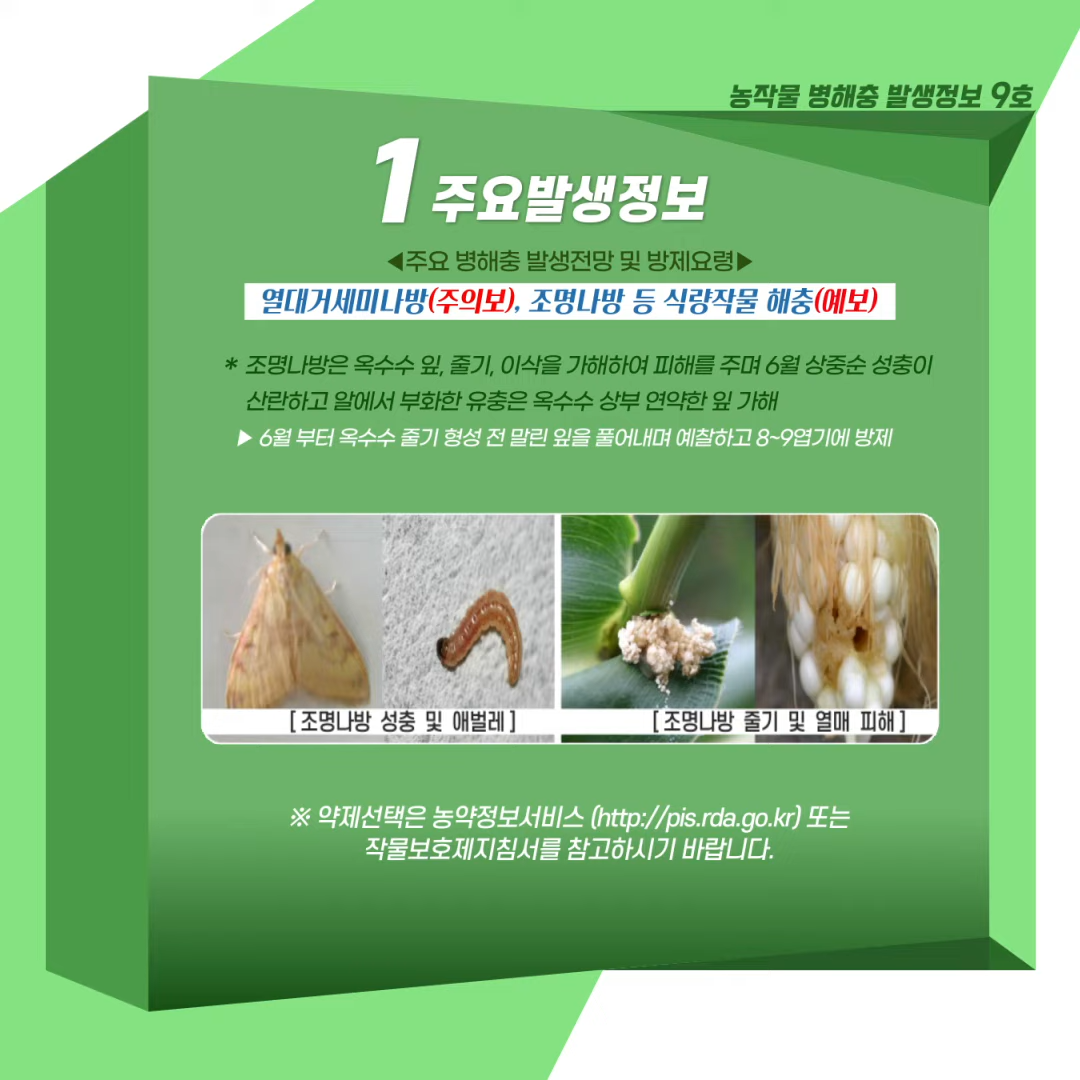 농작물 병해충 발생정보 9호
1 주요발생정보
◀주요 병해충 발생전망 및 방제요령▶
열대거세미나방(주의보), 조명나방 등 식량작물 해충(예보)
* 조명나방은 옥수수 잎, 줄기, 이삭을 가해하여 피해를 주며 6월 상중순 성충이
산란하고 알에서 부화한 유충은 옥수수 상부 연약한 잎 가해
▶ 6월 부터 옥수수 줄기 형성 전 말린 잎을 풀어내며 예찰하고 8~9엽기에 방제
[ 조명나방 성충 및 애벌레 ]
[ 조명나방 줄기 및 열매 피해 ]
※ 약제선택은 농약정보서비스 (http://pis.rda.go.kr) 또는
작물보호제지침서를 참고하시기 바랍니다.